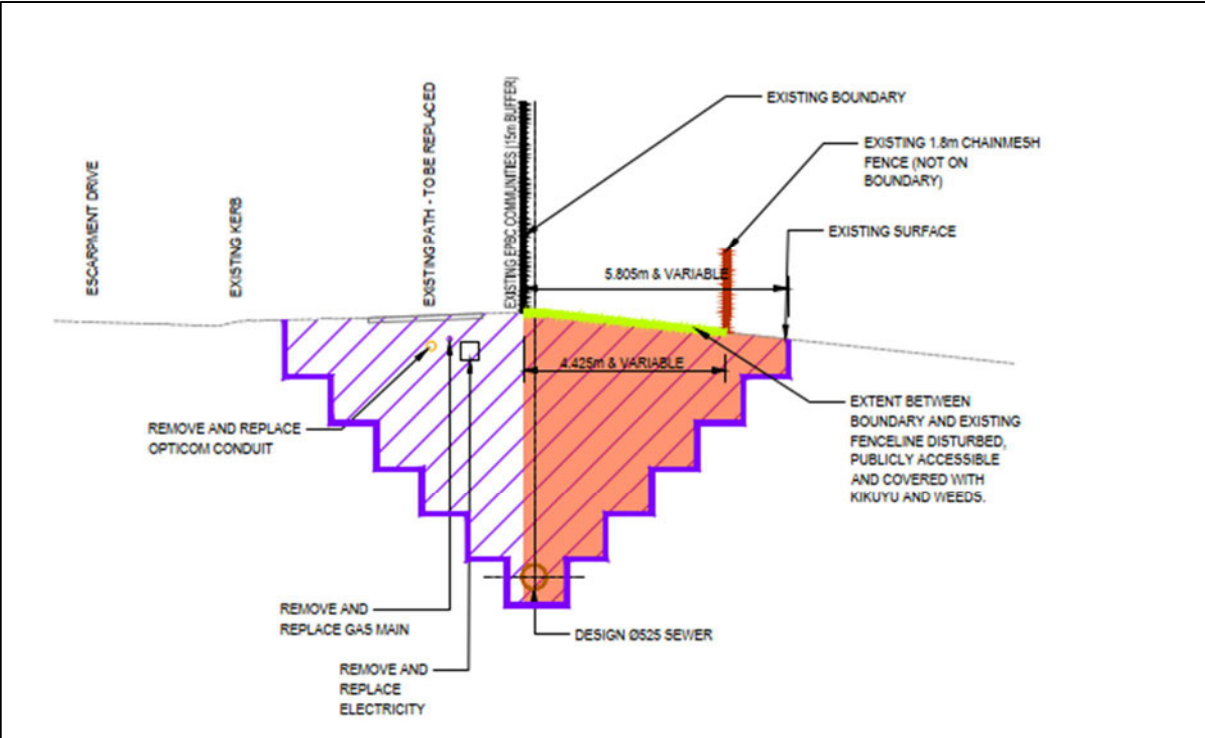 ESCARPMENT DRIVE
EXISTING KERB
EXISTING PATH - TO BE REPLACED
EXISTING EPBC COMMUNITIES (15m BUFFER)
EXISTING BOUNDARY
EXISTING 1.8m CHAINMESH
FENCE (NOT ON
BOUNDARY)
EXISTING SURFACE
5.805m & VARIABLE
4.425m & VARIABLE
EXTENT BETWEEN
BOUNDARY AND EXISTING
FENCELINE DISTURBED,
PUBLICLY ACCESSIBLE
AND COVERED WITH
KIKUYU AND WEEDS.
REMOVE AND REPLACE
OPTICOM CONDUIT
REMOVE AND
REPLACE GAS MAIN
DESIGN Ø525 SEWER
REMOVE AND
REPLACE
ELECTRICITY